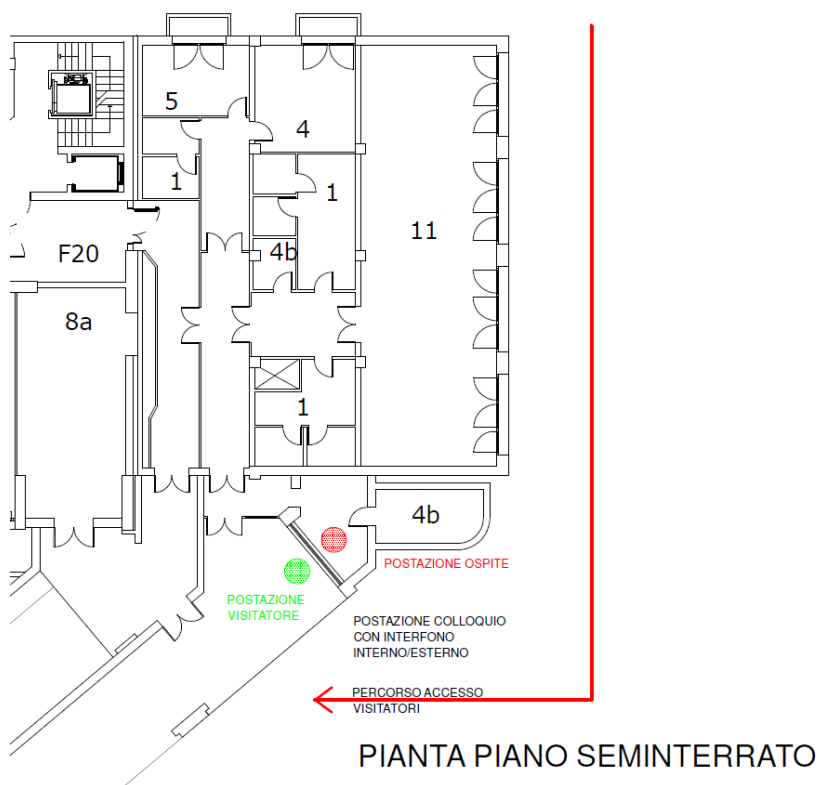 5
4
1
1
11
4b
F20
8a
1
4b
POSTAZIONE OSPITE
POSTAZIONE
VISITATORE
POSTAZIONE COLLOQUIO
CON INTERFONO
INTERNO/ESTERNO
PERCORSO ACCESSO
VISITATORI
PIANTA PIANO SEMINTERRATO